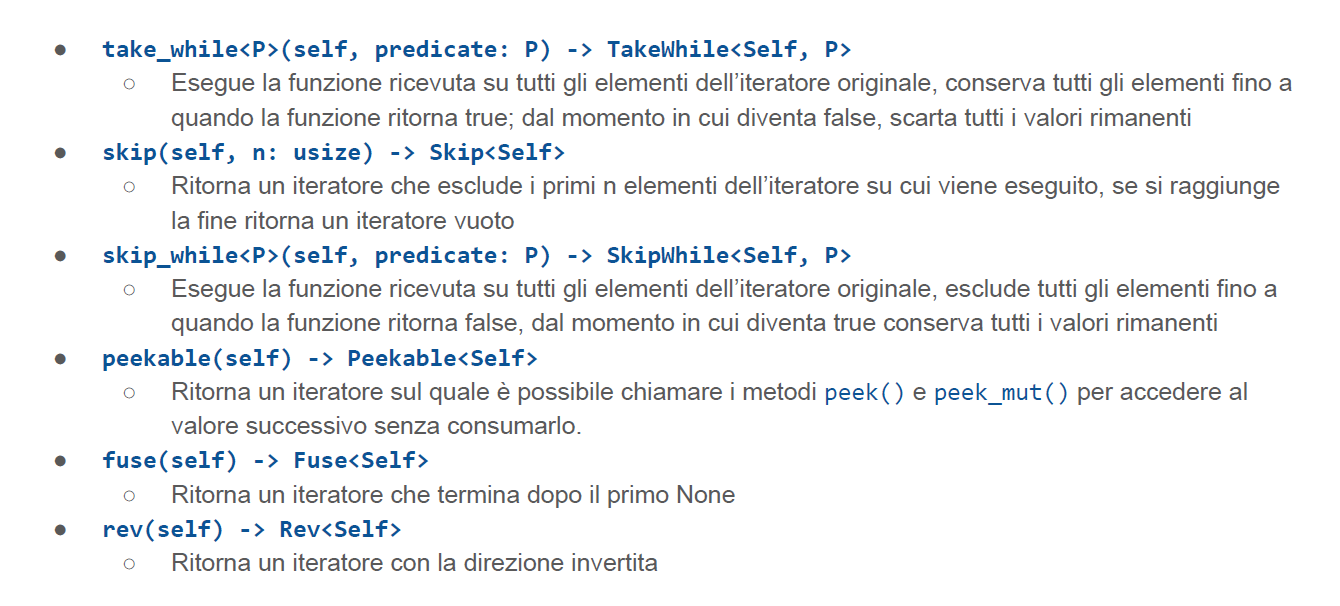 ● take_while<P>(self, predicate: P) -> TakeWhile<Self, P>
○ Esegue la funzione ricevuta su tutti gli elementi dell’iteratore originale, conserva tutti gli elementi fino a
quando la funzione ritorna true; dal momento in cui diventa false, scarta tutti i valori rimanenti
● skip(self, n: usize) -> Skip<Self>
○ Ritorna un iteratore che esclude i primi n elementi dell’iteratore su cui viene eseguito, se si raggiunge
la fine ritorna un iteratore vuoto
● skip_while<P>(self, predicate: P) -> SkipWhile<Self, P>
○ Esegue la funzione ricevuta su tutti gli elementi dell’iteratore originale, esclude tutti gli elementi fino a
quando la funzione ritorna false, dal momento in cui diventa true conserva tutti i valori rimanenti
● peekable(self) -> Peekable<Self>
○ Ritorna un iteratore sul quale è possibile chiamare i metodi peek() e peek_mut() per accedere al
valore successivo senza consumarlo.
● fuse(self) -> Fuse<Self>
○ Ritorna un iteratore che termina dopo il primo None
● rev(self) -> Rev<Self>
○ Ritorna un iteratore con la direzione invertita